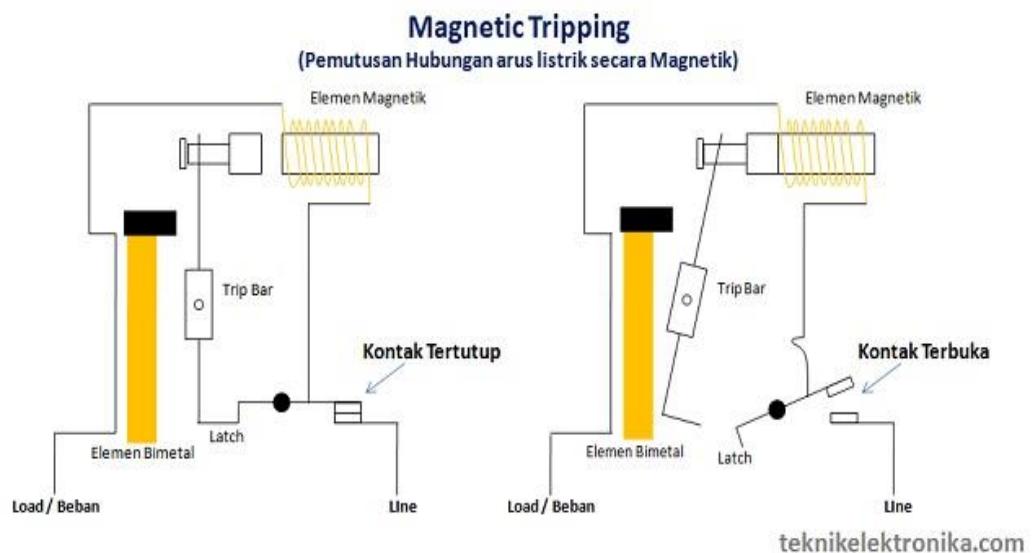 Magnetic Tripping
(Pemutusan Hubungan arus listrik secara Magnetik)
Elemen Magnetik
Trip Bar
Kontak Tertutup
Latch
Elemen Bimetal
Load / Beban
Line
Elemen Magnetik
Trip Bar
Kontak Terbuka
Latch
Elemen Bimetal
Load / Beban
Line
teknikelektronika.com